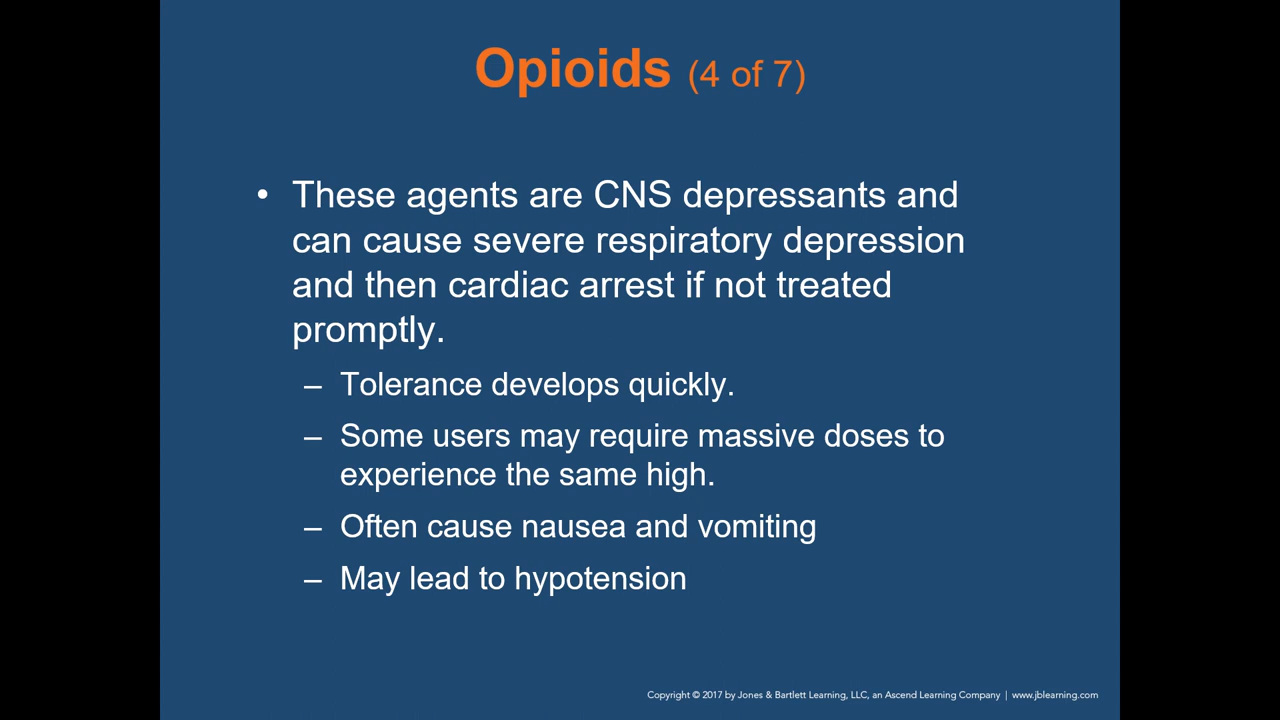 Opioids (4 of 7)
• These agents are CNS depressants and
can cause severe respiratory depression
and then cardiac arrest if not treated
promptly.
– Tolerance develops quickly.
– Some users may require massive doses to
experience the same high.
– Often cause nausea and vomiting
– May lead to hypotension
Copyright © 2017 by Jones & Bartlett Learning, LLC, an Ascend Learning Company | www.jblearning.com